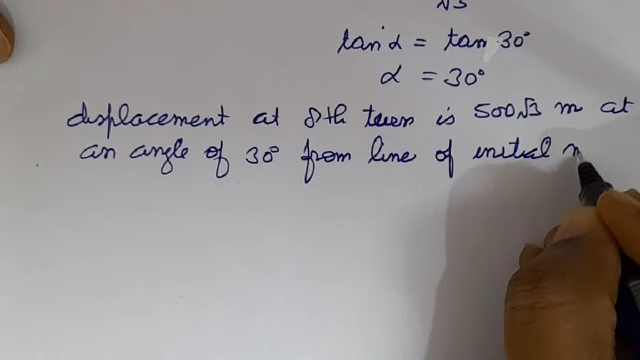 √3
tan α = tan 30°
α = 30°
displacement at 8th turn is 500√3 m at
an angle of 30° from line of initial